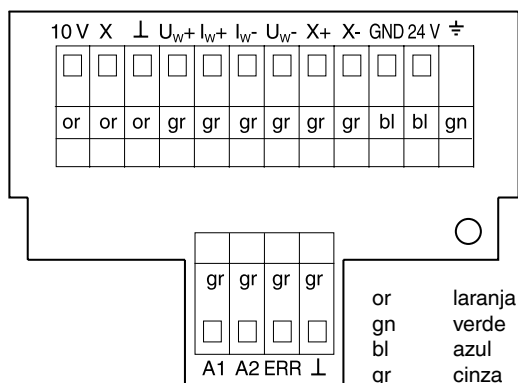 10 V X ⊥ Uw+ Iw+ Iw- Uw- X+ X- GND 24 V ⏚
or or or gr gr gr gr gr gr bl bl gn
gr gr gr gr
A1 A2 ERR ⊥
or laranja
gn verde
bl azul
gr cinza